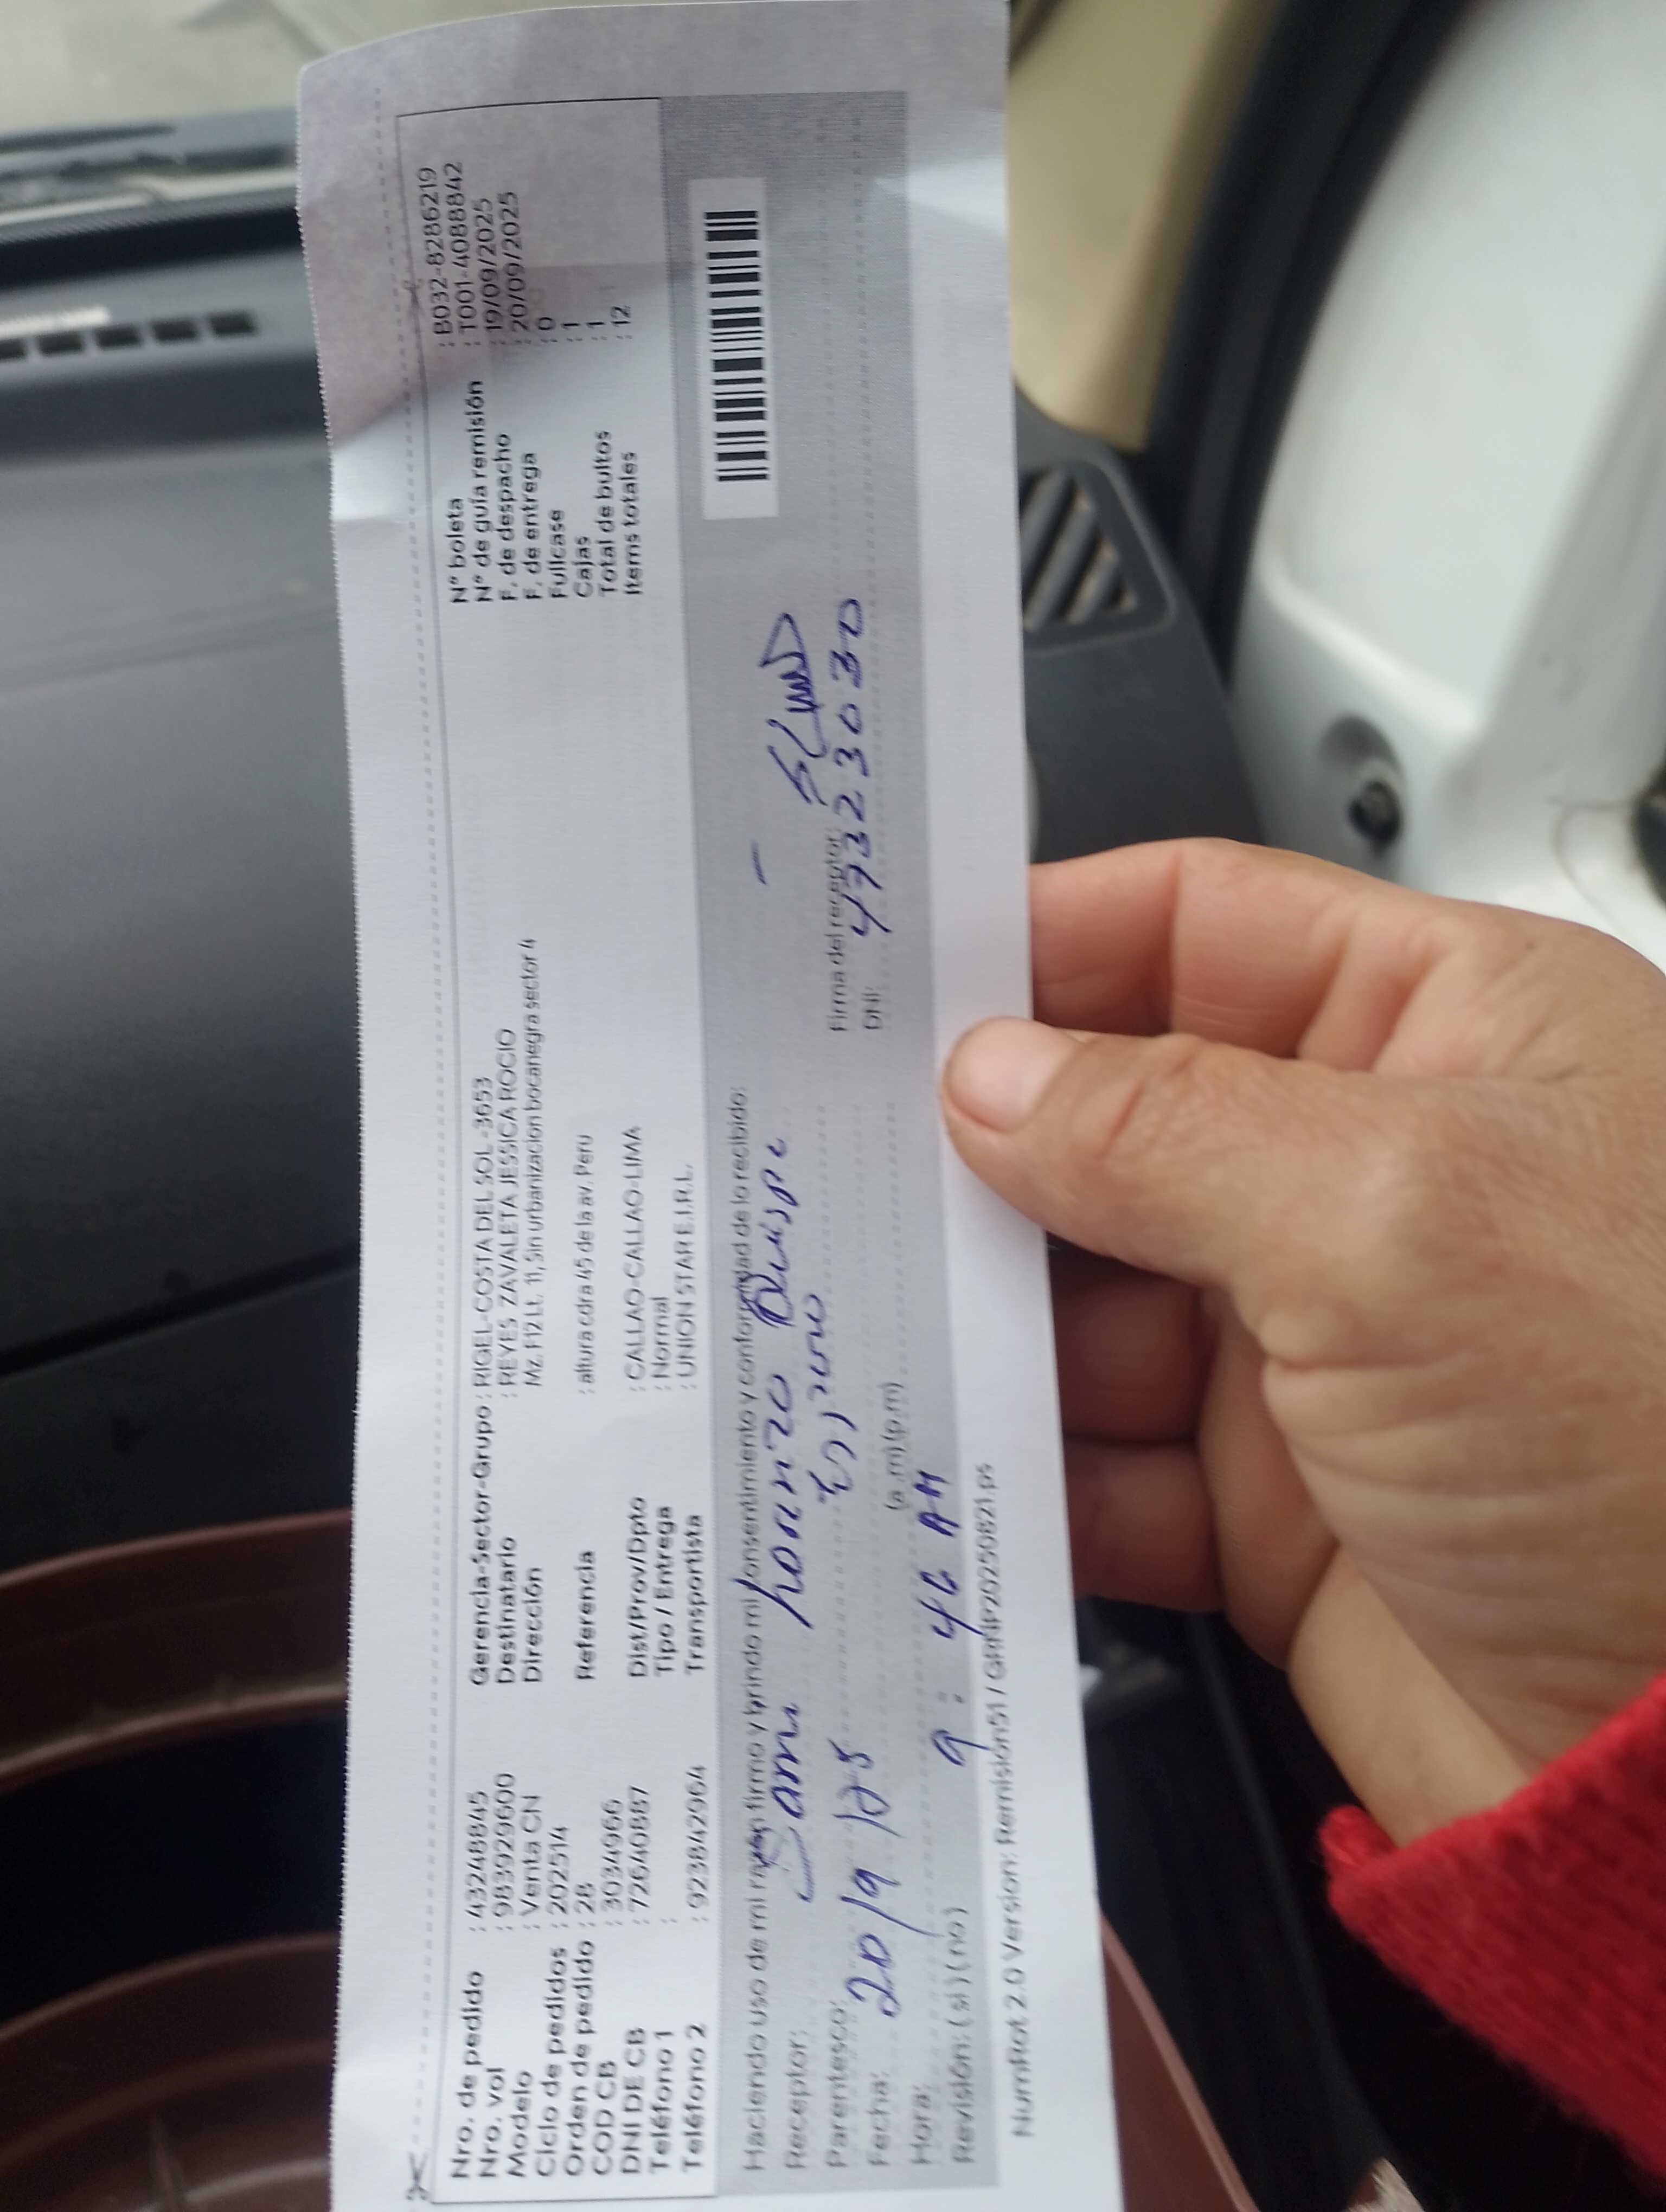 Nro. de pedido : 432488845
Nro. vol : 983929600
Modelo : Venta CN
Ciclo de pedidos : 202514
Orden de pedido : 28
COD CB : 3034966
DNI DE CB : 72640887
Teléfono 1 :
Teléfono 2 : 923842964
Gerencia-Sector-Grupo : RIGEL-COSTA DEL SOL -3653
Destinatario : REYES ZAVALETA JESSICA ROCIO
Dirección Mz. F12 Lt. 11, Sin urbanizacion bocanegra sector 4
Referencia : altura cdra 45 de la av. Peru
Dist/Prov/Dpto : CALLAO-CALLAO-LIMA
Tipo / Entrega : Normal
Transportista : UNION STAR E.I.R.L.
N° boleta : B032-8286219
N° de guía remisión : T001-4088842
F. de despacho : 19/09/2025
F. de entrega : 20/09/2025
Fullcase : 0
Cajas : 1
Total de bultos : 1
Items totales : 12
Haciendo uso de mi razón firmo y brindo mi consentimiento y conformidad de lo recibido:
Receptor:
Parentesco:
Fecha: 20/9/25
Hora: 9:46 AM (a.m) (p.m)
Revisión: (si) (no)
Firma del receptor:
DNI: 47323030
NumRot 2.0 Version: Remision51 / GRNP20250821.ps